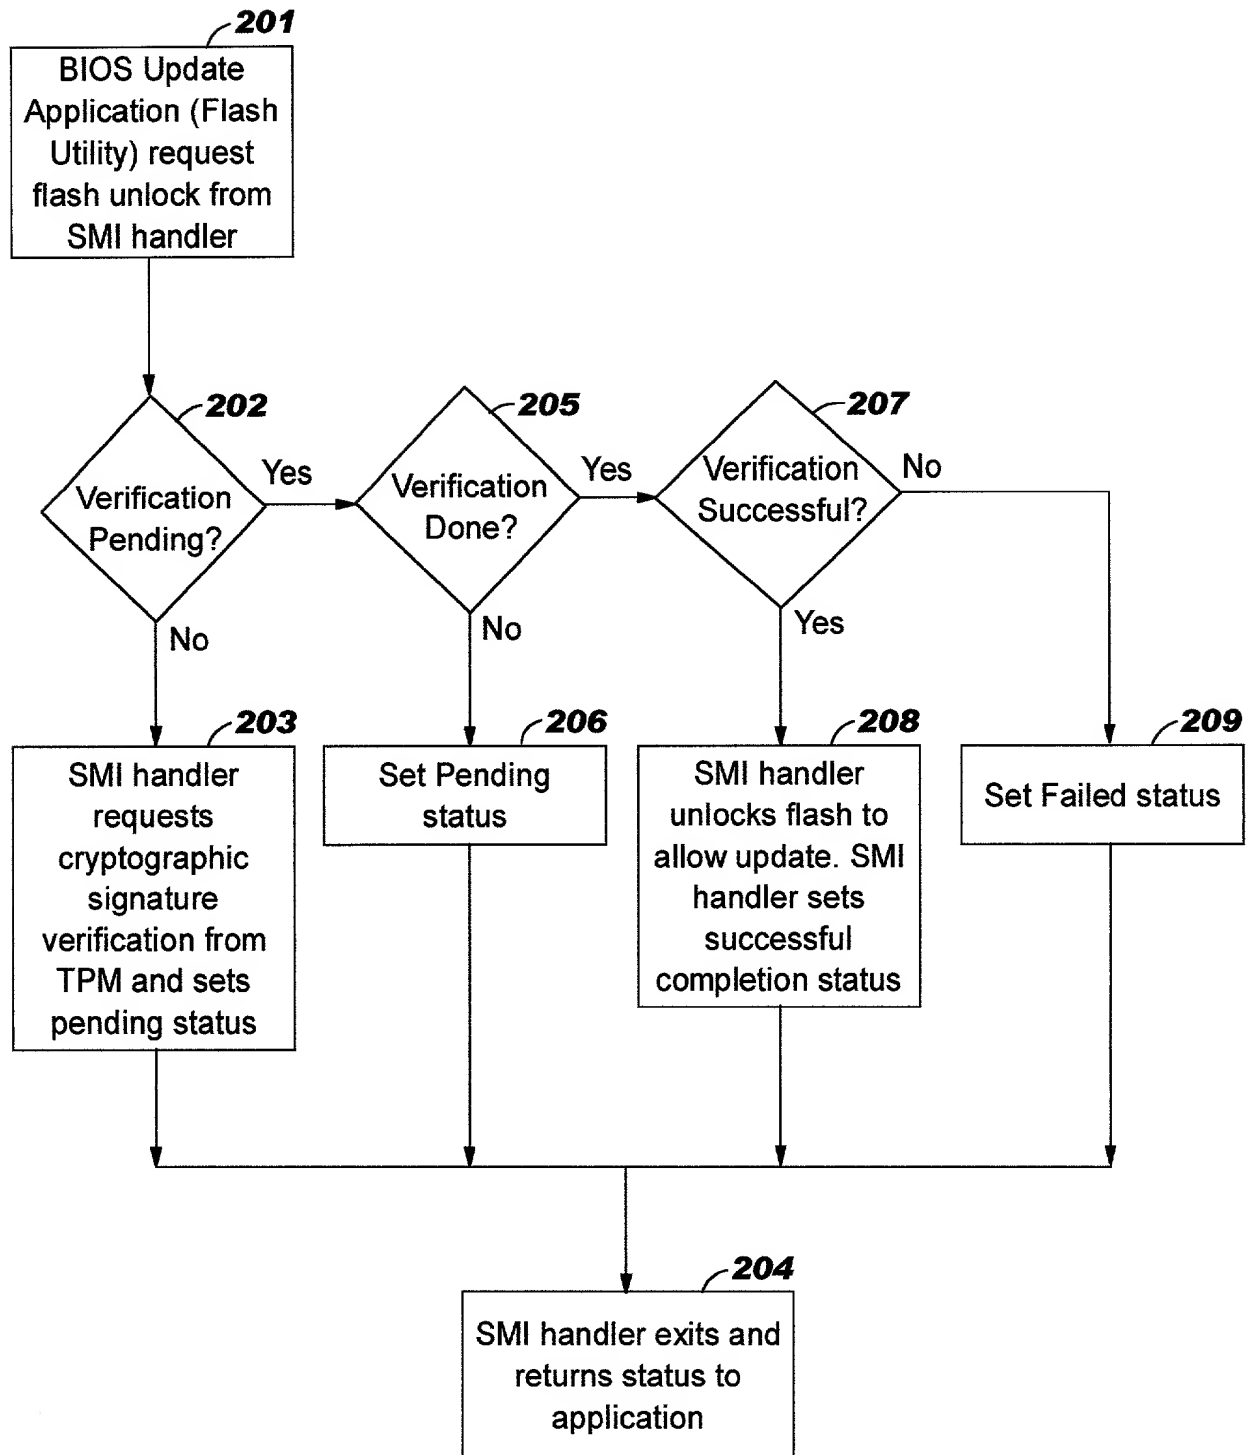 201
BIOS Update
Application (Flash
Utility) request
flash unlock from
SMI handler
202
Verification
Pending?
Yes
No
205
Verification
Done?
Yes
No
207
Verification
Successful?
No
Yes
203
SMI handler
requests
cryptographic
signature
verification from
TPM and sets
pending status
206
Set Pending
status
208
SMI handler
unlocks flash to
allow update. SMI
handler sets
successful
completion status
209
Set Failed status
204
SMI handler exits and
returns status to
application